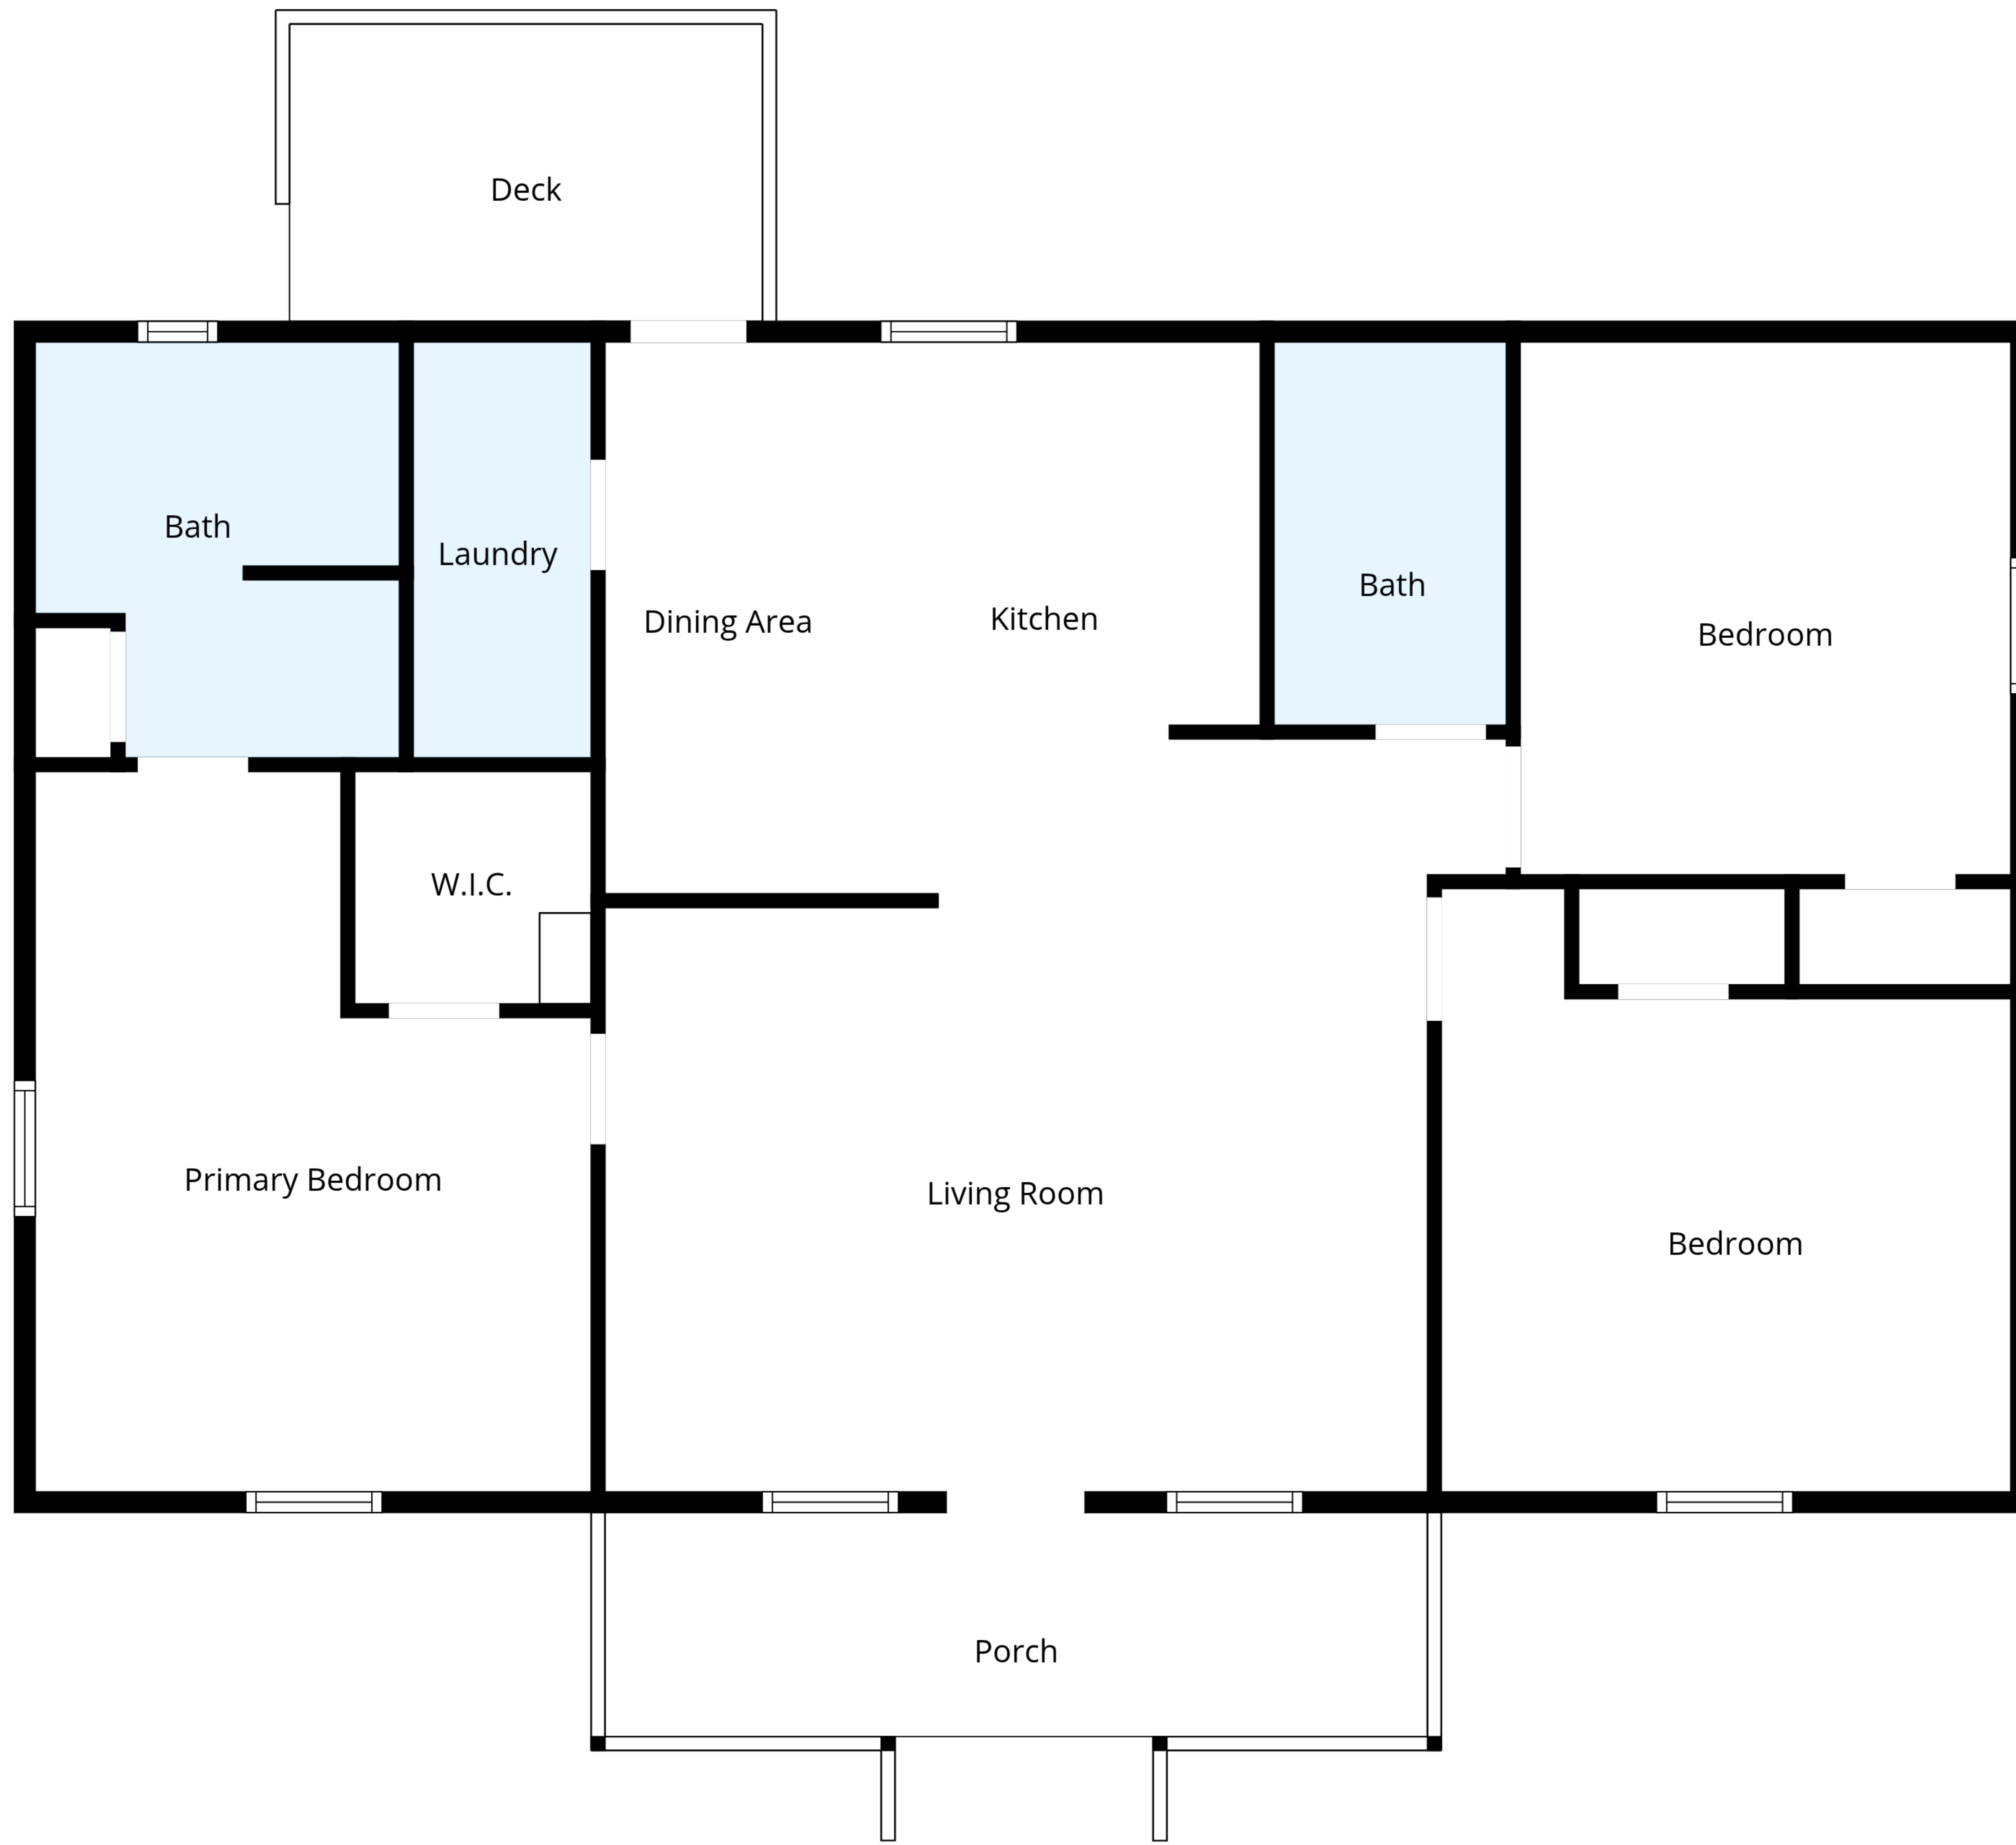 Deck
Bath
Laundry
Dining Area
Kitchen
Bath
Bedroom
W.I.C.
Primary Bedroom
Living Room
Bedroom
Porch